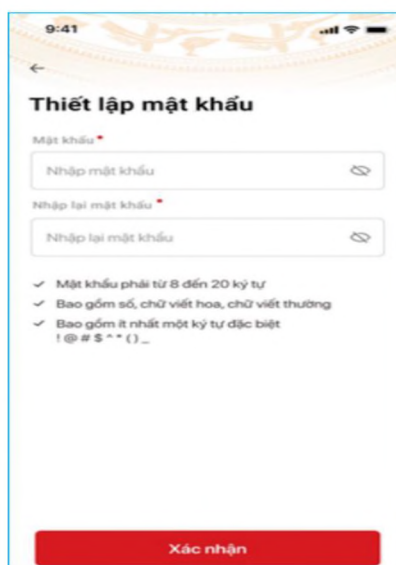 9:41
Thiết lập mật khẩu
Mật khẩu *
Nhập mật khẩu
Nhập lại mật khẩu *
Nhập lại mật khẩu
Mật khẩu phải từ 8 đến 20 ký tự
Bao gồm số, chữ viết hoa, chữ viết thường
Bao gồm ít nhất một ký tự đặc biệt
! @ # $ ^ * ( ) _
Xác nhận